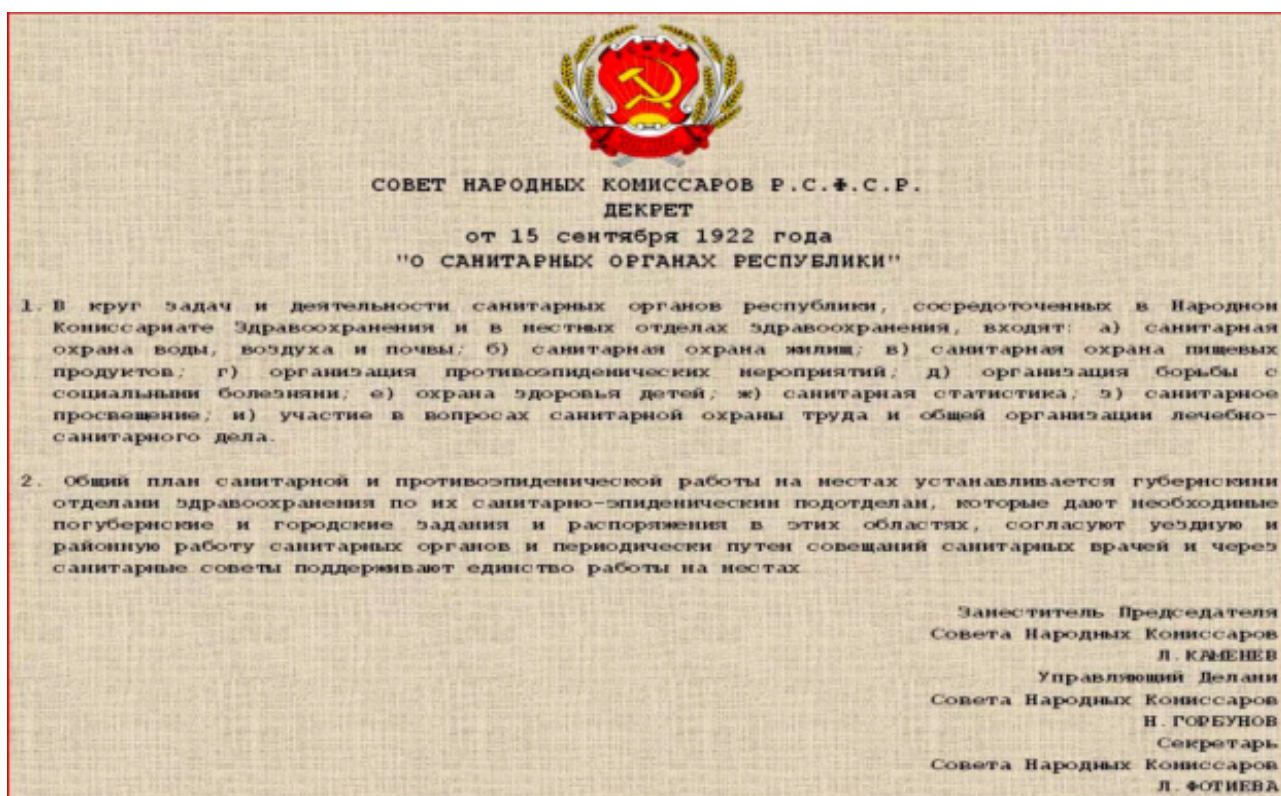 СОВЕТ НАРОДНЫХ КОМИССАРОВ Р.С.Ф.С.Р.
ДЕКРЕТ
от 15 сентября 1922 года
"О САНИТАРНЫХ ОРГАНАХ РЕСПУБЛИКИ"
1. В круг задач и деятельности санитарных органов республики, сосредоточенных в Народном
Комиссариате Здравоохранения и в местных отделах здравоохранения, входят: а) санитарная
охрана воды, воздуха и почвы; б) санитарная охрана жилищ; в) санитарная охрана пищевых
продуктов; г) организация противоэпидемических мероприятий; д) организация борьбы с
социальными болезнями; е) охрана здоровья детей; ж) санитарная статистика; з) санитарное
просвещение; и) участие в вопросах санитарной охраны труда и общей организации лечебно-
санитарного дела.
2. Общий план санитарной и противоэпидемической работы на местах устанавливается губернскими
отделами здравоохранения по их санитарно-эпидемическим подотделам, которые дают необходимые
погубернские и городские задания и распоряжения в этих областях, согласуют уездную и
районную работу санитарных органов и периодически путем совещаний санитарных врачей и через
санитарные советы поддерживают единство работы на местах
Заместитель Председателя
Совета Народных Комиссаров
Л.КАМЕНЕВ
Управляющий Делами
Совета Народных Комиссаров
Н.ГОРБУНОВ
Секретарь
Совета Народных Комиссаров
Л.ФОТИЕВА